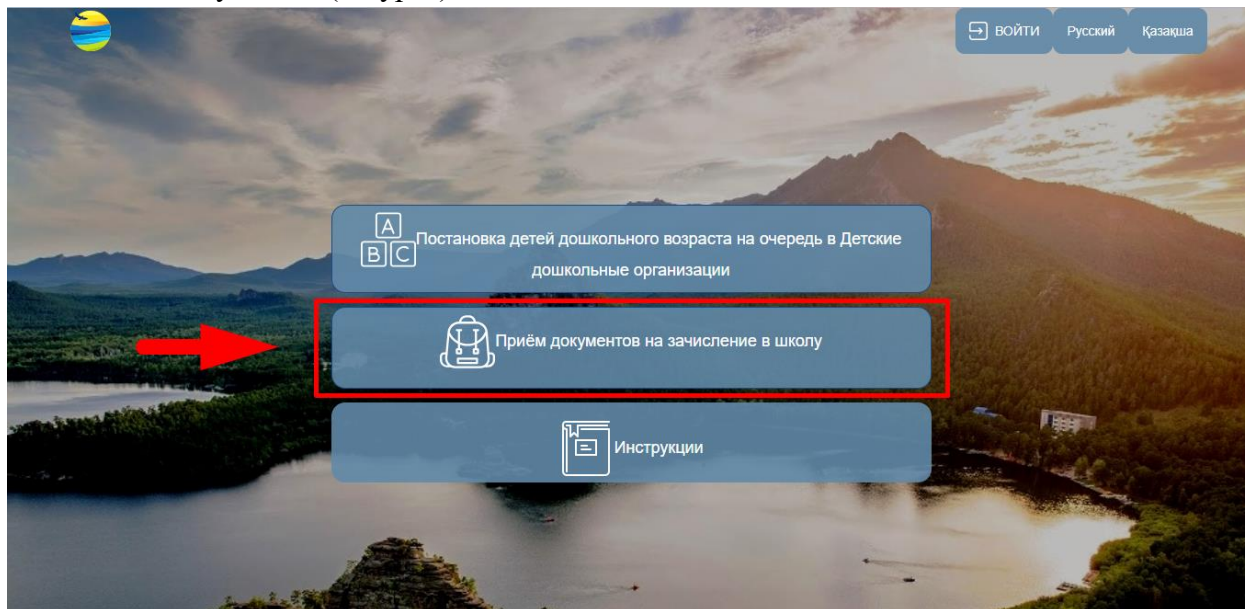 ВОЙТИ Русский Қазақша
A
B C
Постановка детей дошкольного возраста на очередь в Детские
дошкольные организации
Приём документов на зачисление в школу
Инструкции